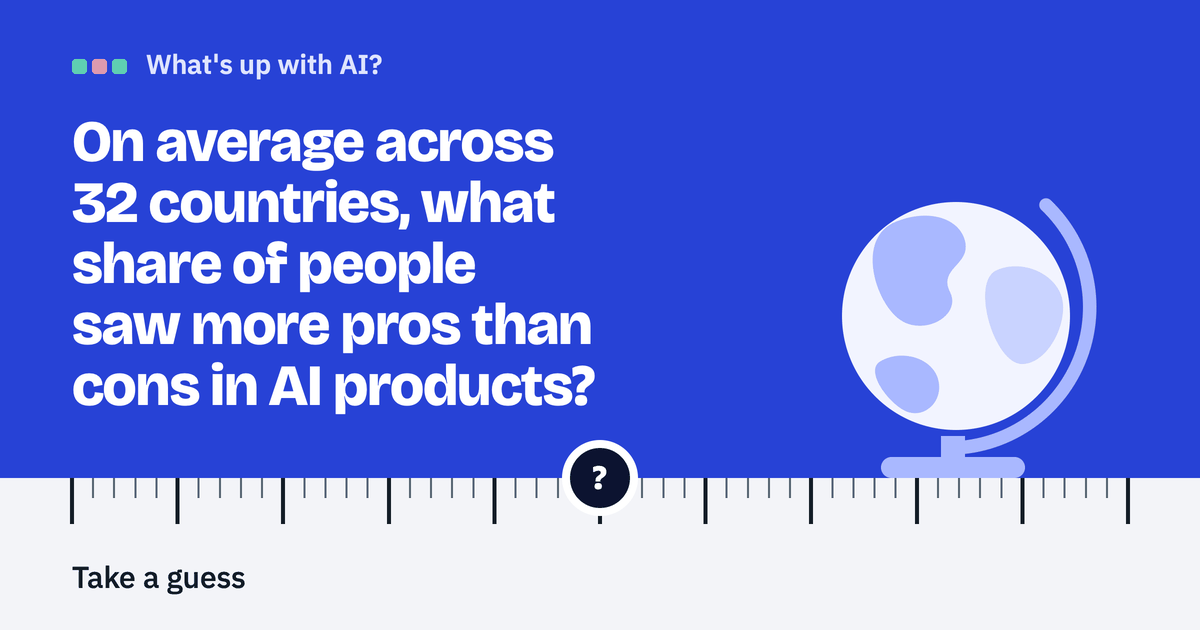 What's up with AI?
On average across
32 countries, what
share of people
saw more pros than
cons in AI products?
?
Take a guess